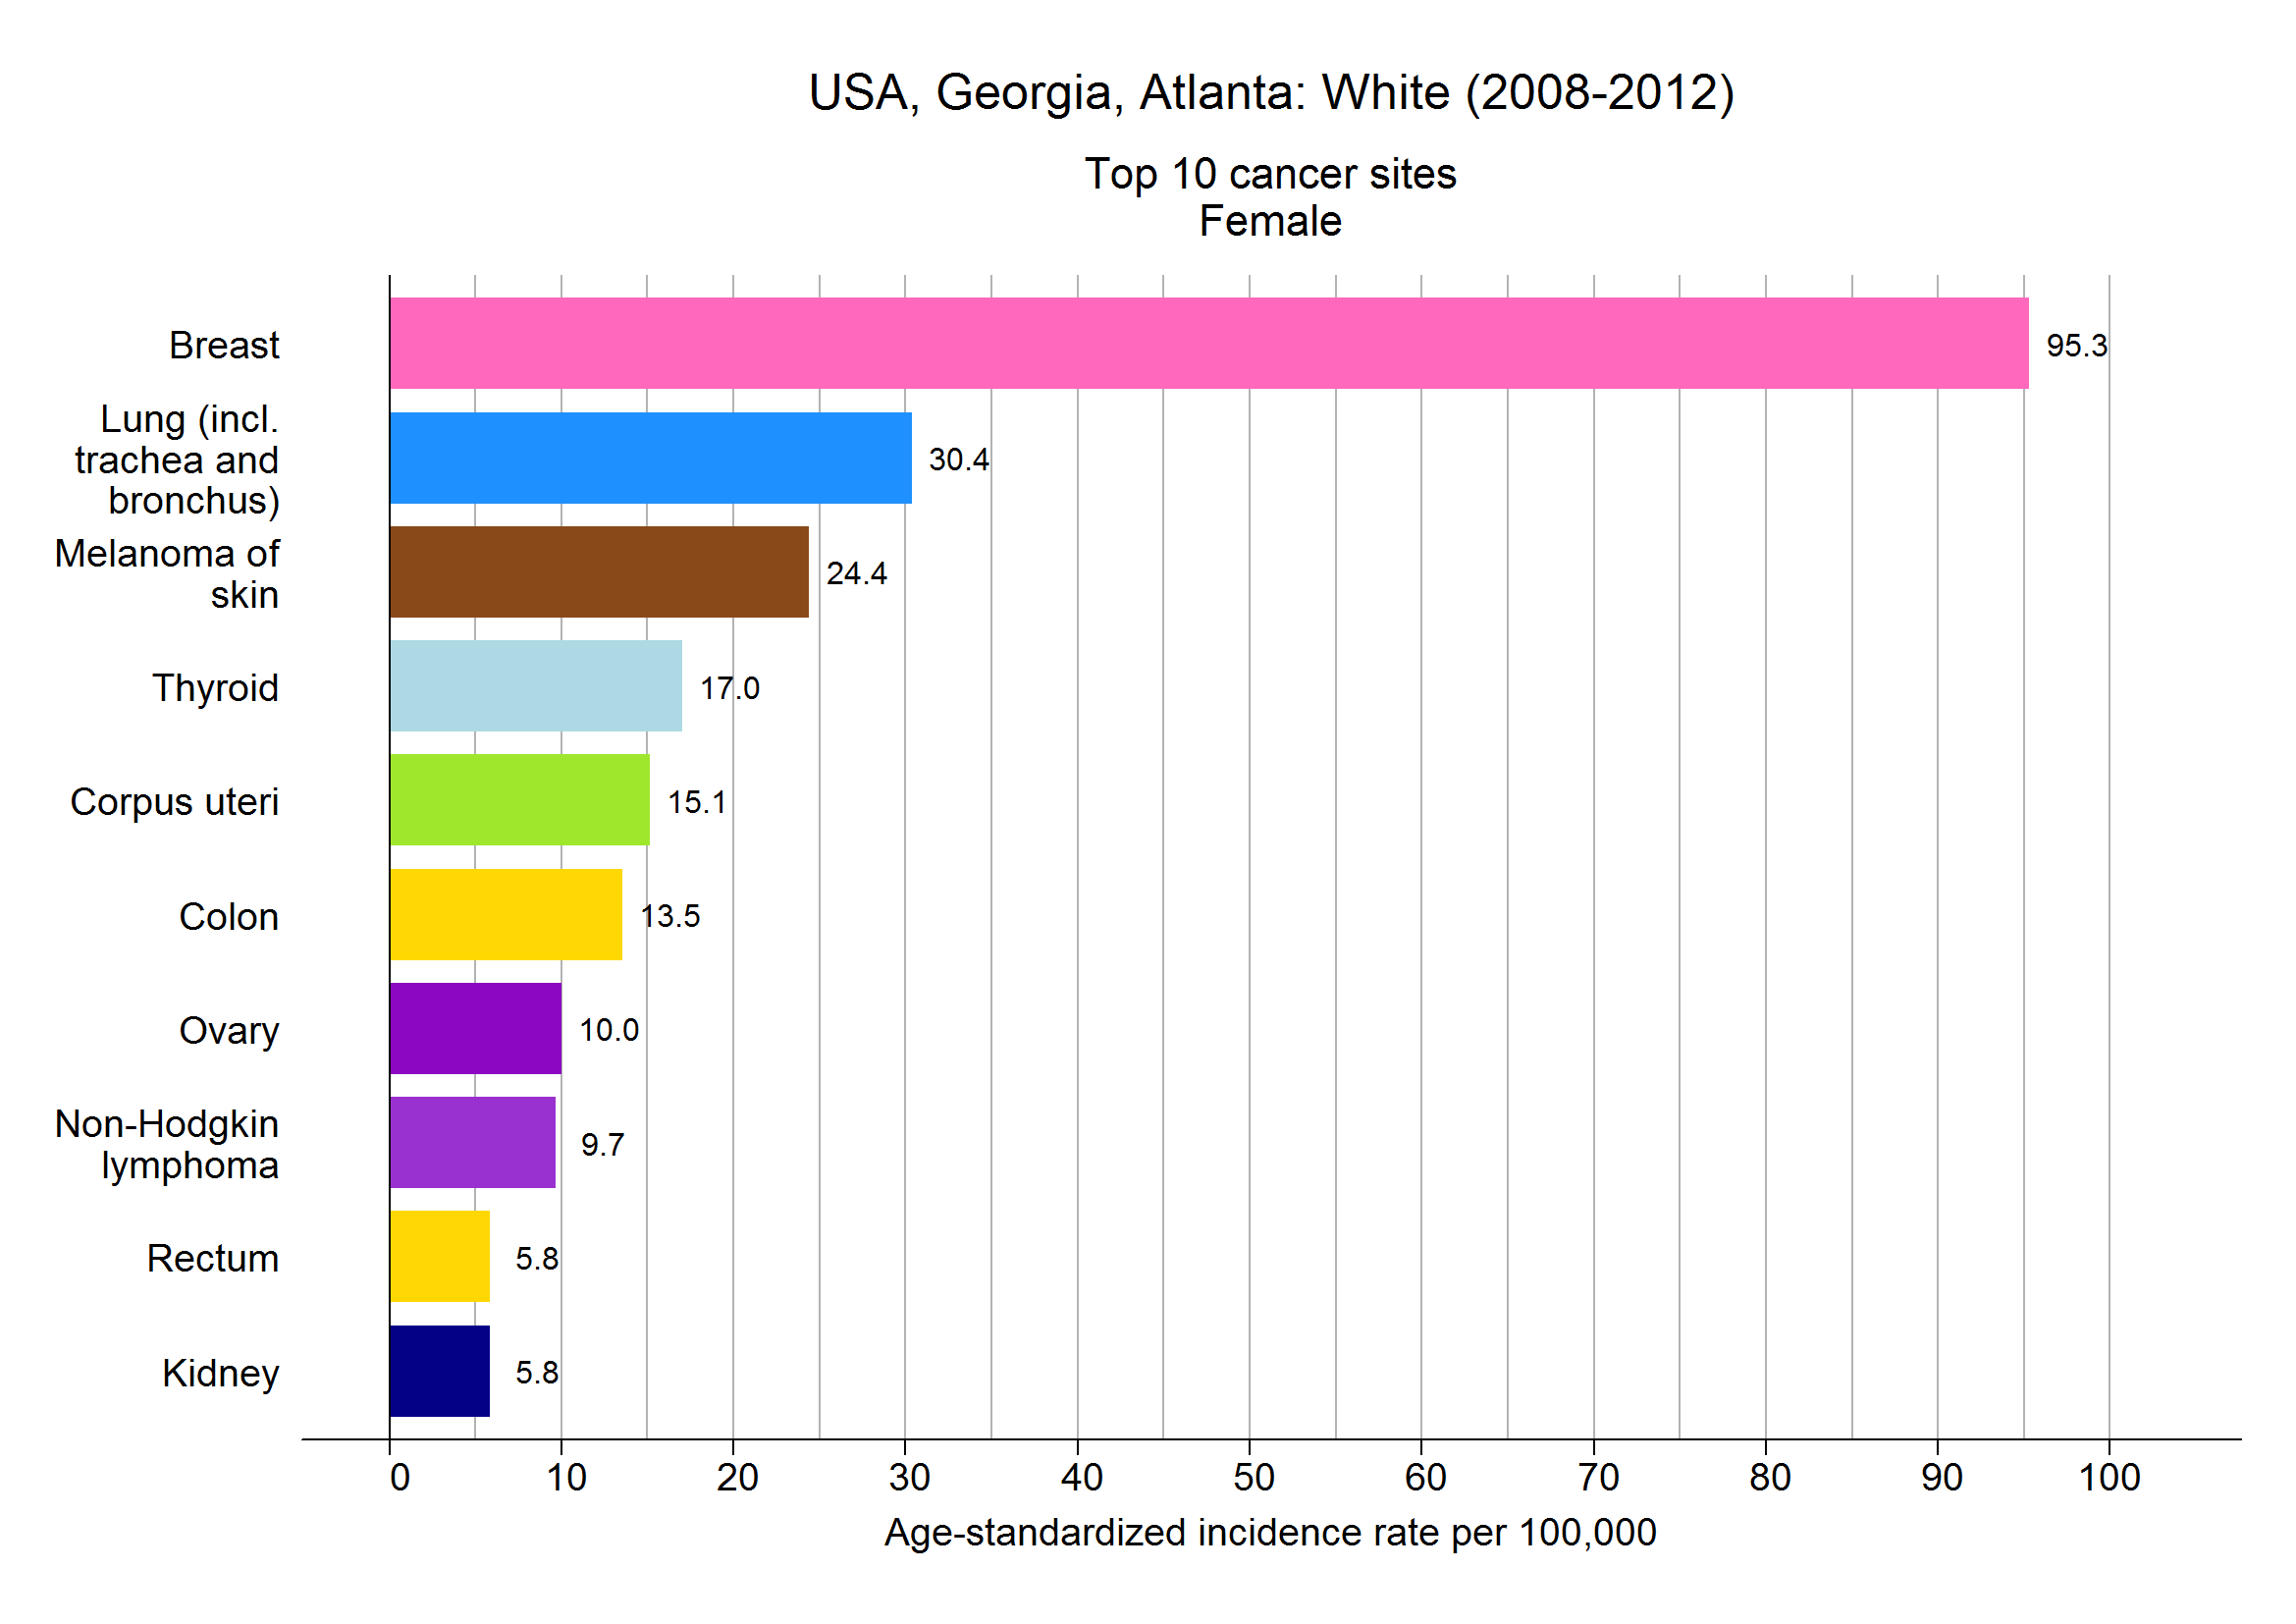 USA, Georgia, Atlanta: White (2008-2012)
Top 10 cancer sites
Female
Breast
95.3
Lung (incl.
trachea and
bronchus)
30.4
Melanoma of
skin
24.4
Thyroid
17.0
Corpus uteri
15.1
Colon
13.5
Ovary
10.0
Non-Hodgkin
lymphoma
9.7
Rectum
5.8
Kidney
5.8
0 10 20 30 40 50 60 70 80 90 100
Age-standardized incidence rate per 100,000